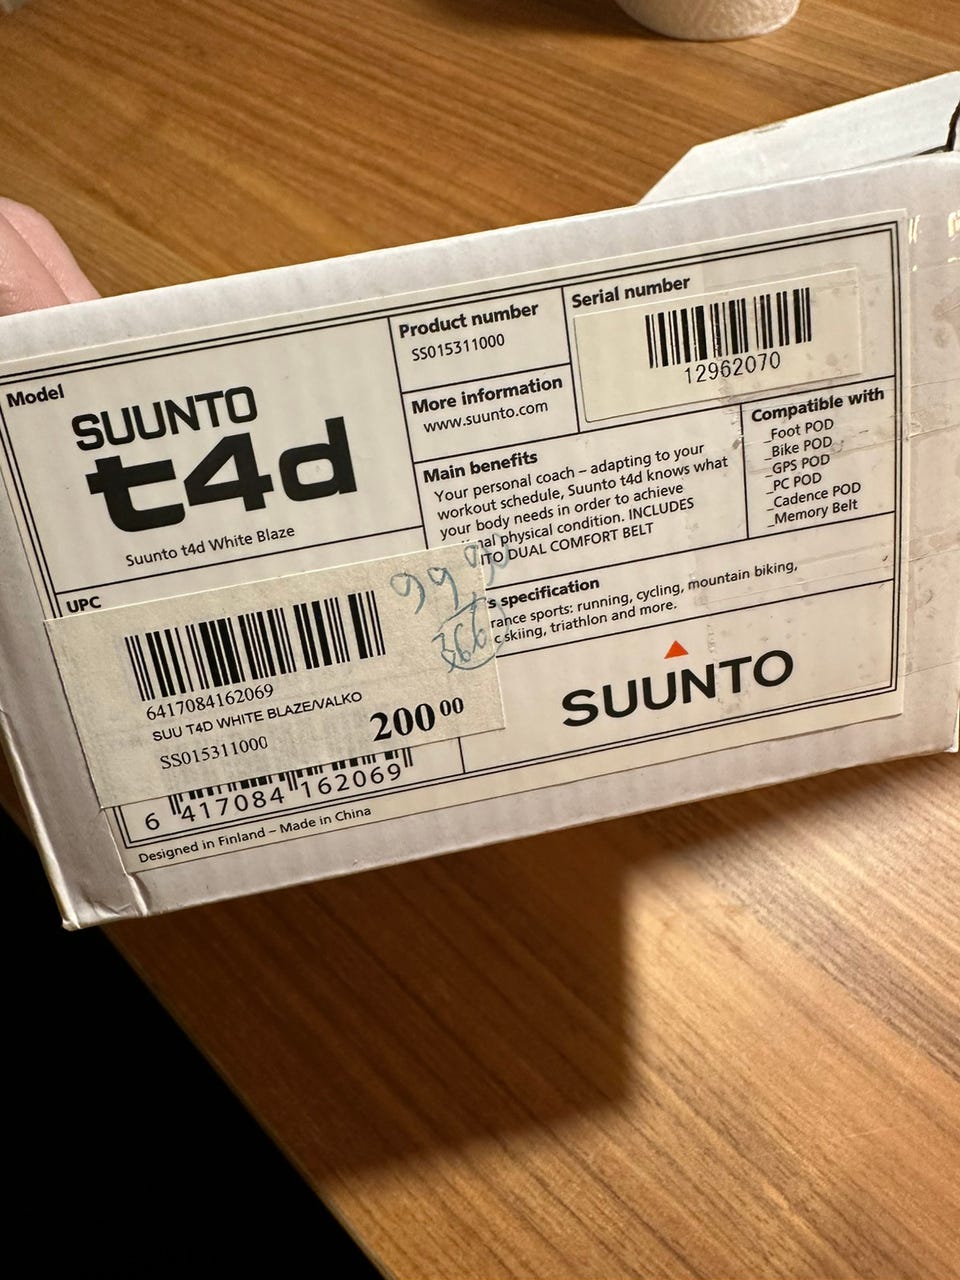 Model
SUUNTO
t4d
Suunto t4d White Blaze
Product number
SS015311000
More information
www.suunto.com
Serial number
12962070
Main benefits
Your personal coach – adapting to your
workout schedule, Suunto t4d knows what
your body needs in order to achieve
physical condition. INCLUDES
DUAL COMFORT BELT
Compatible with
_Foot POD
_Bike POD
_GPS POD
_PC POD
_Cadence POD
_Memory Belt
specification
sports: running, cycling, mountain biking,
skiing, triathlon and more.
SUUNTO
UPC
6417084162069
SUU T4D WHITE BLAZE/VALKO
SS015311000
200⁰⁰
6 417084 162069
Designed in Finland – Made in China